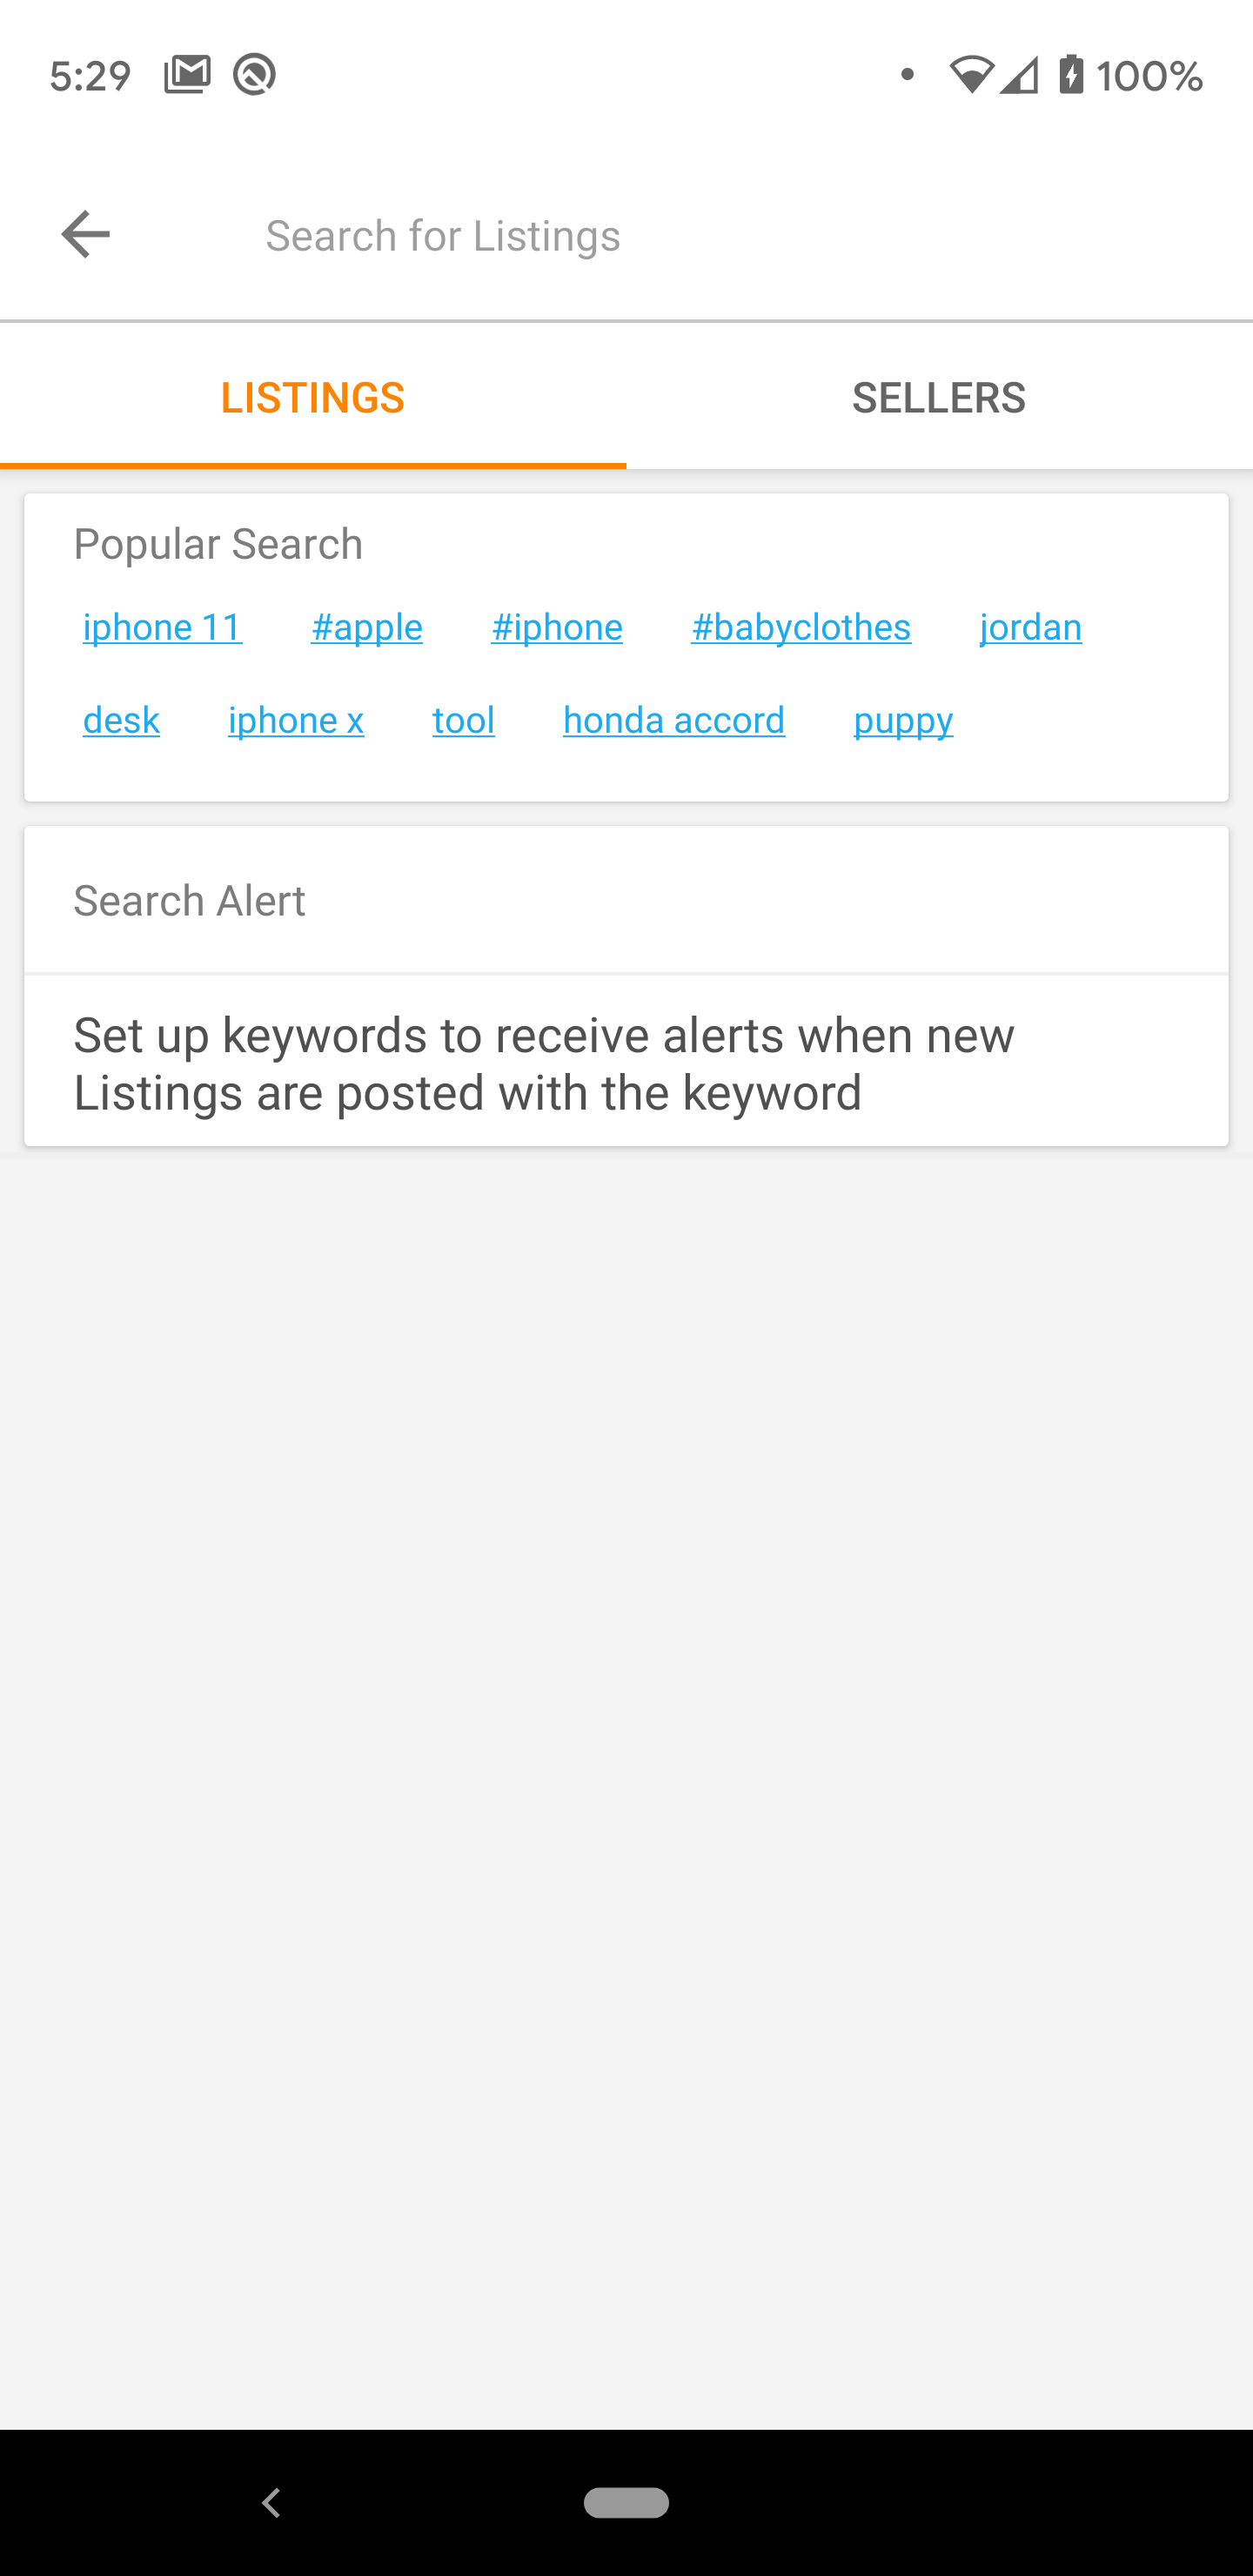 5:29 100%
Search for Listings
LISTINGS SELLERS
Popular Search
iphone 11 #apple #iphone #babyclothes jordan
desk iphone x tool honda accord puppy
Search Alert
Set up keywords to receive alerts when new
Listings are posted with the keyword